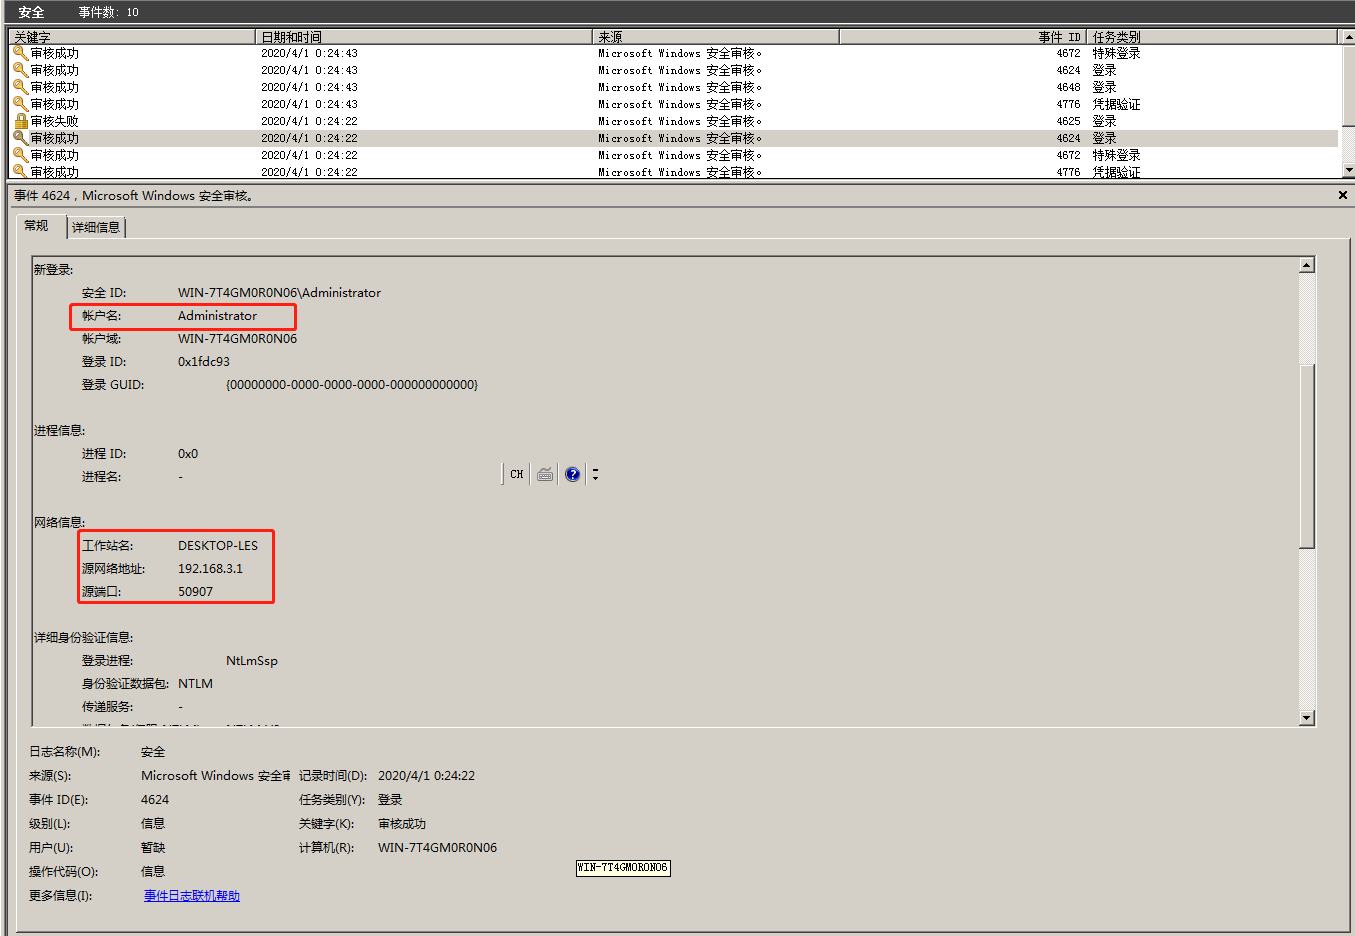 安全 事件数: 10
关键字 日期和时间 来源 事件 ID 任务类别
审核成功 2020/4/1 0:24:43 Microsoft Windows 安全审核。 4672 特殊登录
审核成功 2020/4/1 0:24:43 Microsoft Windows 安全审核。 4624 登录
审核成功 2020/4/1 0:24:43 Microsoft Windows 安全审核。 4648 登录
审核成功 2020/4/1 0:24:43 Microsoft Windows 安全审核。 4776 凭据验证
审核失败 2020/4/1 0:24:22 Microsoft Windows 安全审核。 4625 登录
审核成功 2020/4/1 0:24:22 Microsoft Windows 安全审核。 4624 登录
审核成功 2020/4/1 0:24:22 Microsoft Windows 安全审核。 4672 特殊登录
审核成功 2020/4/1 0:24:22 Microsoft Windows 安全审核。 4776 凭据验证
事件 4624，Microsoft Windows 安全审核。
常规 详细信息
新登录:
安全 ID: WIN-7T4GM0R0N06\Administrator
帐户名: Administrator
帐户域: WIN-7T4GM0R0N06
登录 ID: 0x1fdc93
登录 GUID: {00000000-0000-0000-0000-000000000000}
进程信息:
进程 ID: 0x0
CH
进程名: -
网络信息:
工作站名: DESKTOP-LES
源网络地址: 192.168.3.1
源端口: 50907
详细身份验证信息:
登录进程: NtLmSsp
身份验证数据包: NTLM
传递服务: -
日志名称(M): 安全
来源(S): Microsoft Windows 安全审 记录时间(D): 2020/4/1 0:24:22
事件 ID(E): 4624 任务类别(Y): 登录
级别(L): 信息 关键字(K): 审核成功
用户(U): 暂缺 计算机(R): WIN-7T4GM0R0N06
WIN-7T4GM0R0N06
操作代码(O): 信息
更多信息(I): 事件日志联机帮助